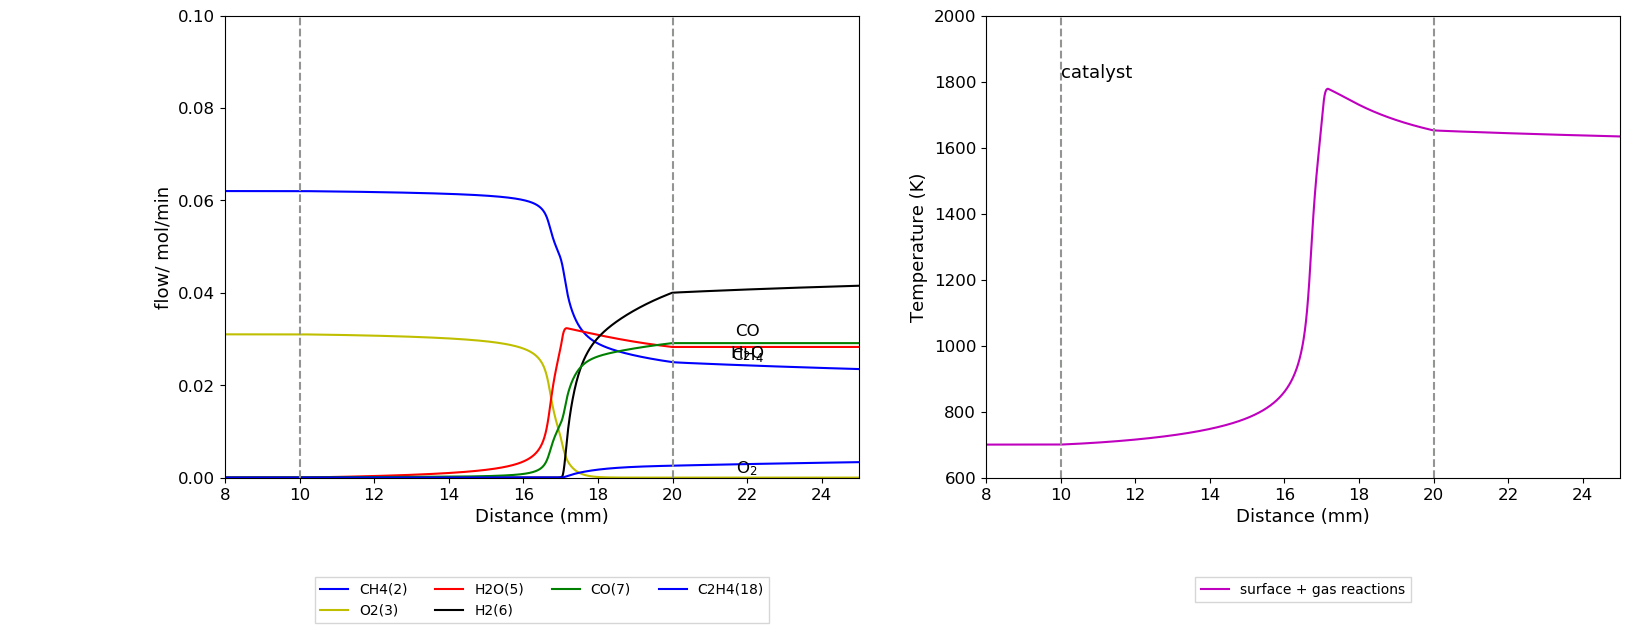 0.10
0.08
0.06
0.04
0.02
0.00
flow/ mol/min
CO
O₂
8 10 12 14 16 18 20 22 24
Distance (mm)
CH4(2) H2O(5) CO(7) C2H4(18)
O2(3) H2(6)
2000
1800
1600
1400
1200
1000
800
600
Temperature (K)
catalyst
8 10 12 14 16 18 20 22 24
Distance (mm)
surface + gas reactions